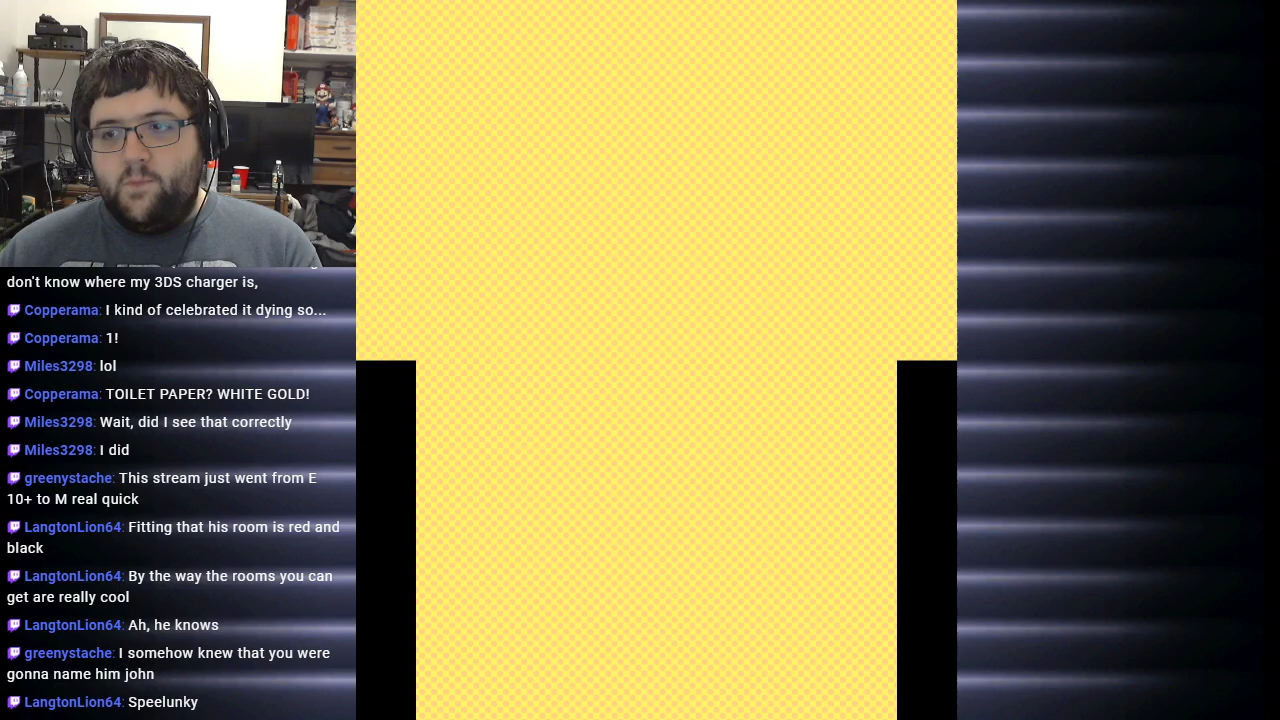 don't know where my 3DS charger is,
Copperama: I kind of celebrated it dying so...
Copperama: 1!
Miles3298: lol
Copperama: TOILET PAPER? WHITE GOLD!
Miles3298: Wait, did I see that correctly
Miles3298: I did
greenystache: This stream just went from E
10+ to M real quick
LangtonLion64: Fitting that his room is red and
black
LangtonLion64: By the way the rooms you can
get are really cool
LangtonLion64: Ah, he knows
greenystache: I somehow knew that you were
gonna name him john
LangtonLion64: Speelunky